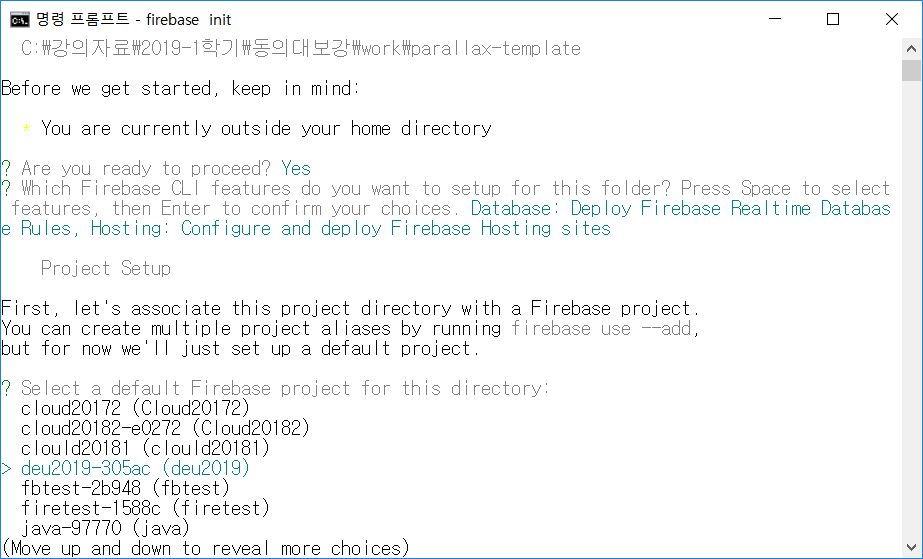 명령 프롬프트 - firebase  init
C:\강의자료\2019-1학기\동의대보강\work\parallax-template
Before we get started, keep in mind:
* You are currently outside your home directory
? Are you ready to proceed? Yes
? Which Firebase CLI features do you want to setup for this folder? Press Space to select
features, then Enter to confirm your choices. Database: Deploy Firebase Realtime Databas
e Rules, Hosting: Configure and deploy Firebase Hosting sites
Project Setup
First, let's associate this project directory with a Firebase project.
You can create multiple project aliases by running firebase use --add,
but for now we'll just set up a default project.
? Select a default Firebase project for this directory:
cloud20172 (Cloud20172)
cloud20182-e0272 (Cloud20182)
clould20181 (clould20181)
> deu2019-305ac (deu2019)
fbtest-2b948 (fbtest)
firetest-1588c (firetest)
java-97770 (java)
(Move up and down to reveal more choices)